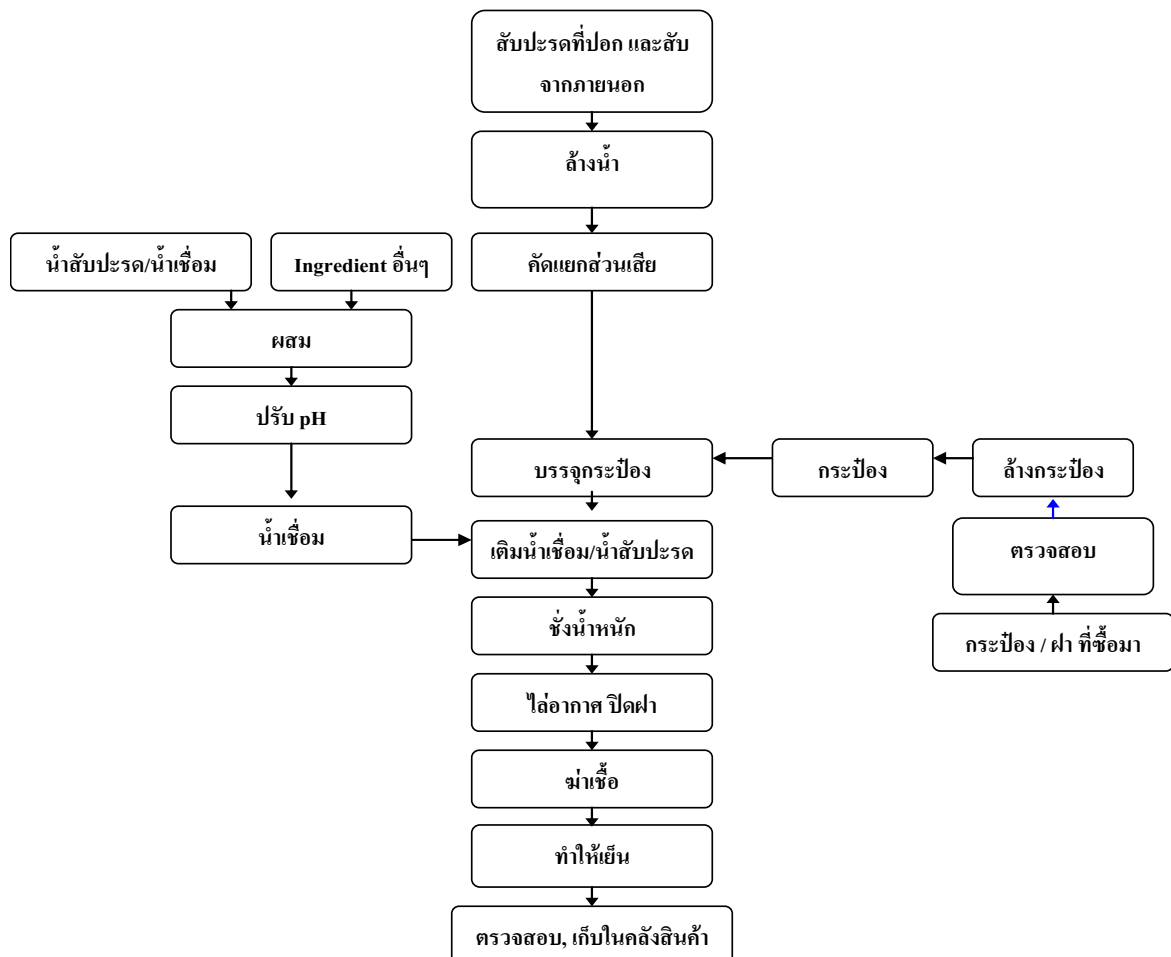 สับปะรดที่ปอก และสับ
จากภายนอก
ล้างน้ำ
น้ำสับปะรด/น้ำเชื่อม
Ingredient อื่นๆ
คัดแยกส่วนเสีย
ผสม
ปรับ pH
บรรจุกระป๋อง
กระป๋อง
ล้างกระป๋อง
น้ำเชื่อม
เติมน้ำเชื่อม/น้ำสับปะรด
ตรวจสอบ
ชั่งน้ำหนัก
กระป๋อง / ฝา ที่ซื้อมา
ไล่อากาศ ปิดฝา
ฆ่าเชื้อ
ทำให้เย็น
ตรวจสอบ, เก็บในคลังสินค้า